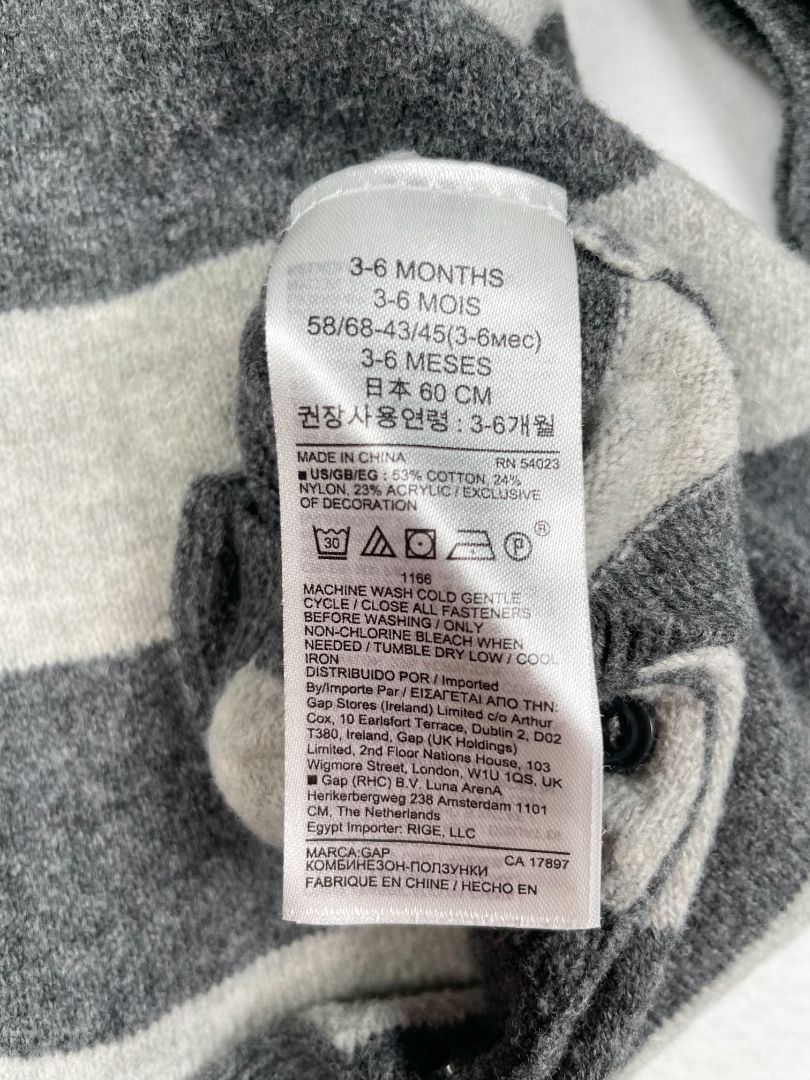 3-6 MONTHS
3-6 MOIS
58/68-43/45(3-6мес)
3-6 MESES
日本 60 CM
권장사용연령 : 3-6개월
MADE IN CHINA RN 54023
■ US/GB/EG : 53% COTTON, 24%
NYLON, 23% ACRYLIC / EXCLUSIVE
OF DECORATION
30 P ®
1166
MACHINE WASH COLD GENTLE
CYCLE / CLOSE ALL FASTENERS
BEFORE WASHING / ONLY
NON-CHLORINE BLEACH WHEN
NEEDED / TUMBLE DRY LOW / COOL
IRON
DISTRIBUIDO POR / Imported
By/Importe Par / ΕΙΣΑΓΕΤΑΙ ΑΠΟ ΤΗΝ:
Gap Stores (Ireland) Limited c/o Arthur
Cox, 10 Earlsfort Terrace, Dublin 2, D02
T380, Ireland, Gap (UK Holdings)
Limited, 2nd Floor Nations House, 103
Wigmore Street, London, W1U 1QS, UK
■ Gap (RHC) B.V. Luna ArenA
Herikerbergweg 238 Amsterdam 1101
CM, The Netherlands
Egypt Importer: RIGE, LLC
MARCA:GAP CA 17897
КОМБИНЕЗОН-ПОЛЗУНКИ
FABRIQUE EN CHINE / HECHO EN